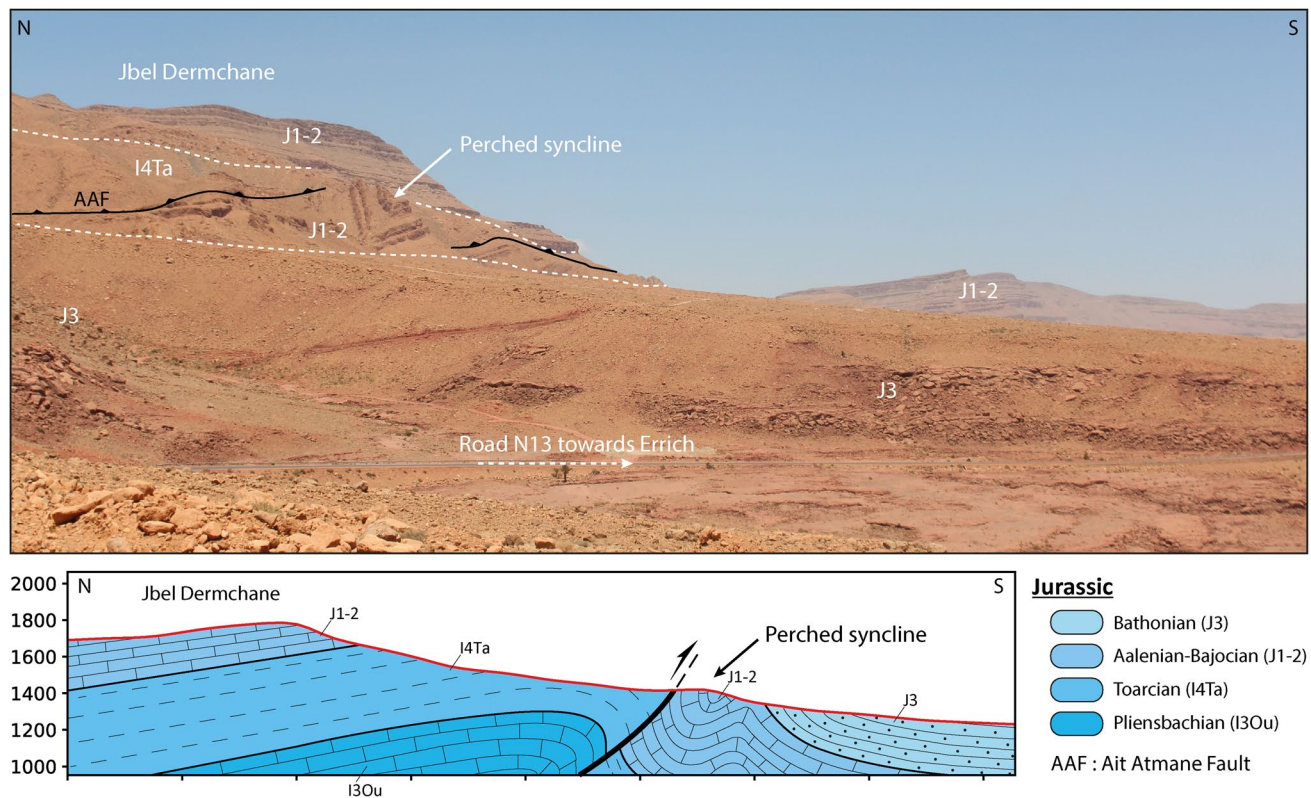 N
S
Jbel Dermchane
J1-2
Perched syncline
I4Ta
AAF
J1-2
J1-2
J3
J3
Road N13 towards Errich
2000
1800
1600
1400
1200
1000
N
S
Jbel Dermchane
J1-2
I4Ta
Perched syncline
J1-2
J3
I3Ou
Jurassic
Bathonian (J3)
Aalenian-Bajocian (J1-2)
Toarcian (I4Ta)
Pliensbachian (I3Ou)
AAF : Ait Atmane Fault